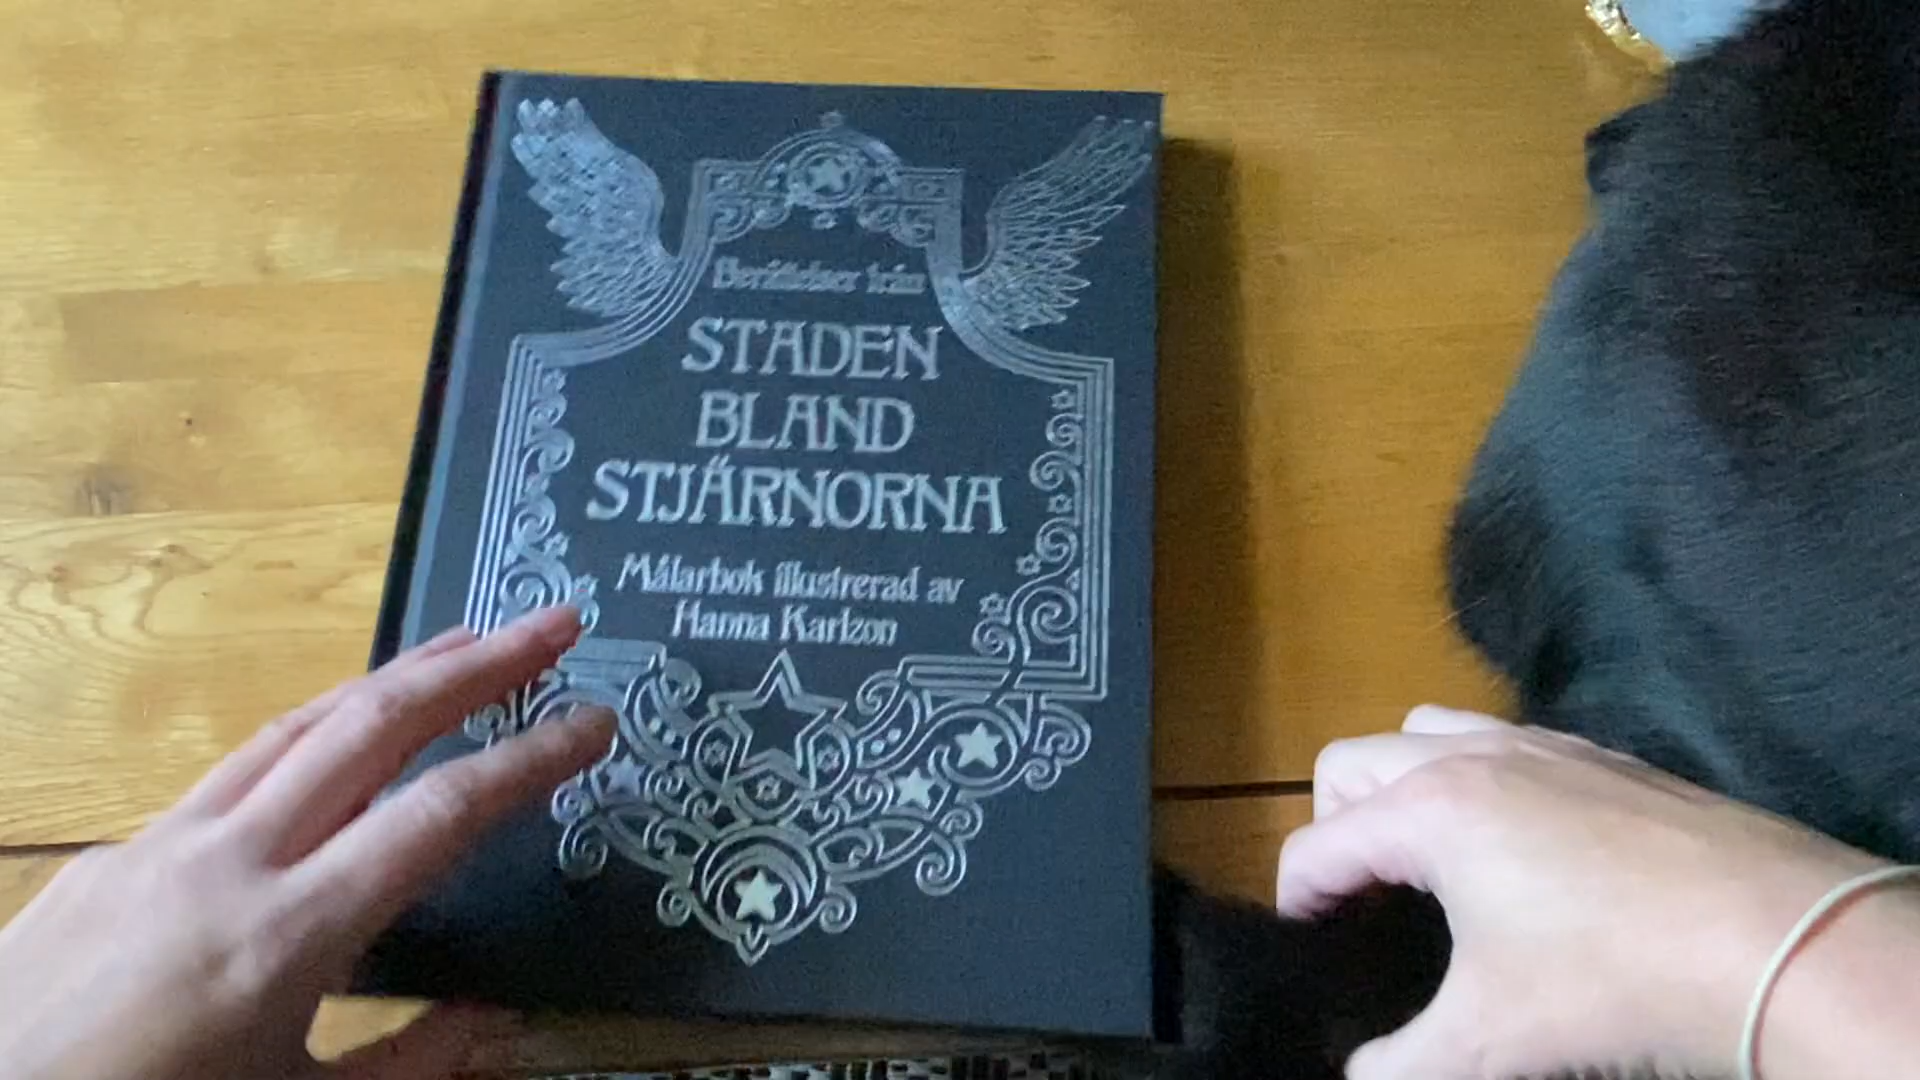 Berättelser från
STADEN
BLAND
STJÄRNORNA
Målarbok illustrerad av
Hanna Karlzon